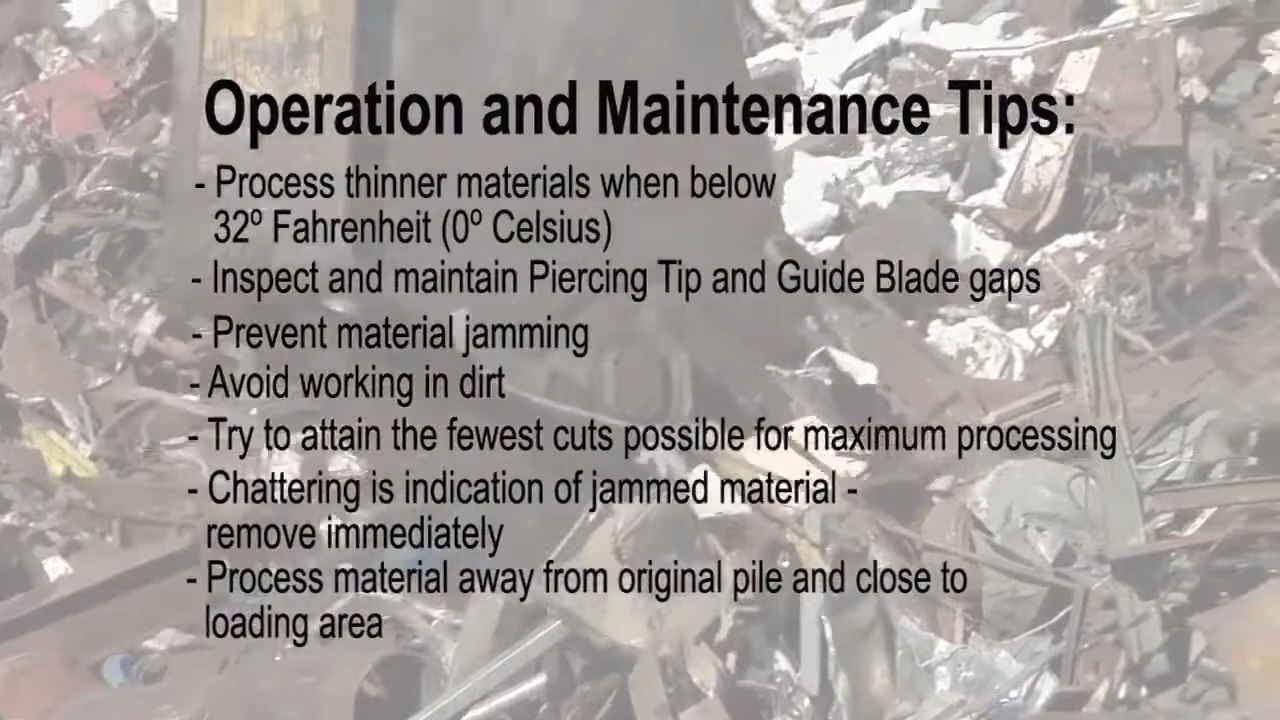 Operation and Maintenance Tips:
- Process thinner materials when below
32º Fahrenheit (0º Celsius)
- Inspect and maintain Piercing Tip and Guide Blade gaps
- Prevent material jamming
- Avoid working in dirt
- Try to attain the fewest cuts possible for maximum processing
- Chattering is indication of jammed material -
remove immediately
- Process material away from original pile and close to
loading area